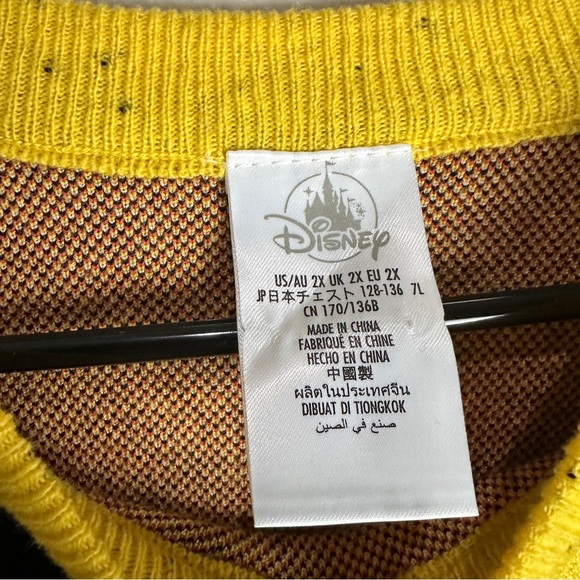 Disney
US/AU 2X UK 2X EU 2X
JP日本チェスト 128-136 7L
CN 170/136B
MADE IN CHINA
FABRIQUÉ EN CHINE
HECHO EN CHINA
中國製
ผลิตในประเทศจีน
DIBUAT DI TIONGKOK
صنع في الصين